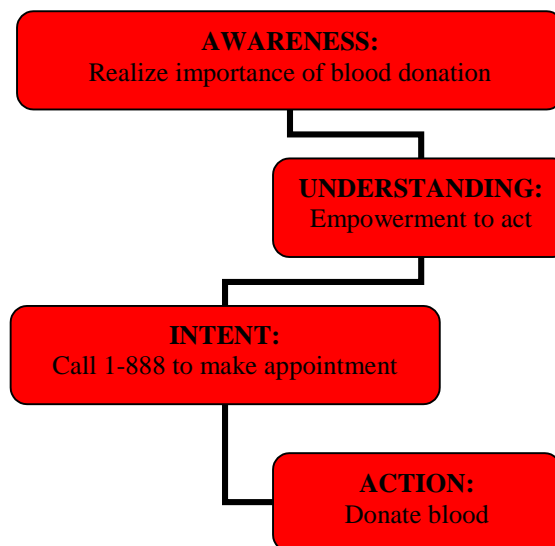 AWARENESS:
Realize importance of blood donation
UNDERSTANDING:
Empowerment to act
INTENT:
Call 1-888 to make appointment
ACTION:
Donate blood